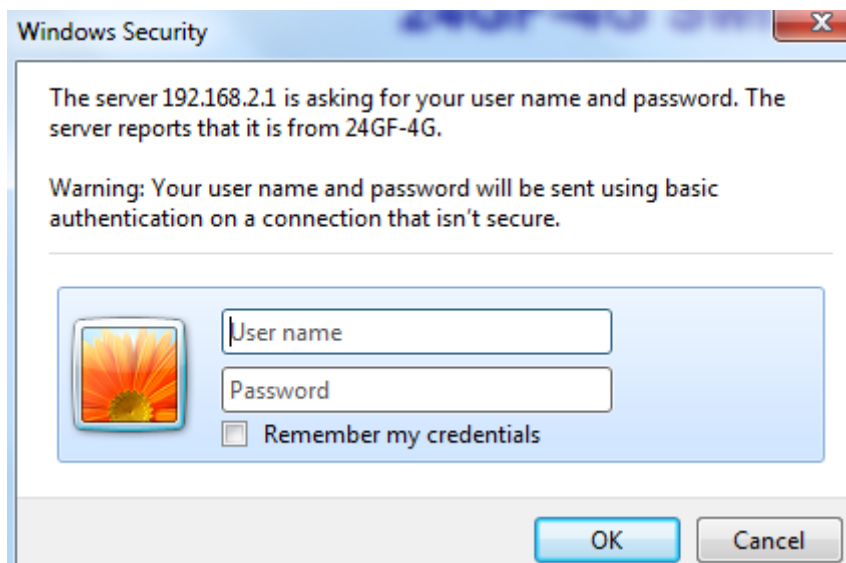 24GF-4G
Windows Security
The server 192.168.2.1 is asking for your user name and password. The
server reports that it is from 24GF-4G.
Warning: Your user name and password will be sent using basic
authentication on a connection that isn't secure.
User name
Password
Remember my credentials
OK
Cancel